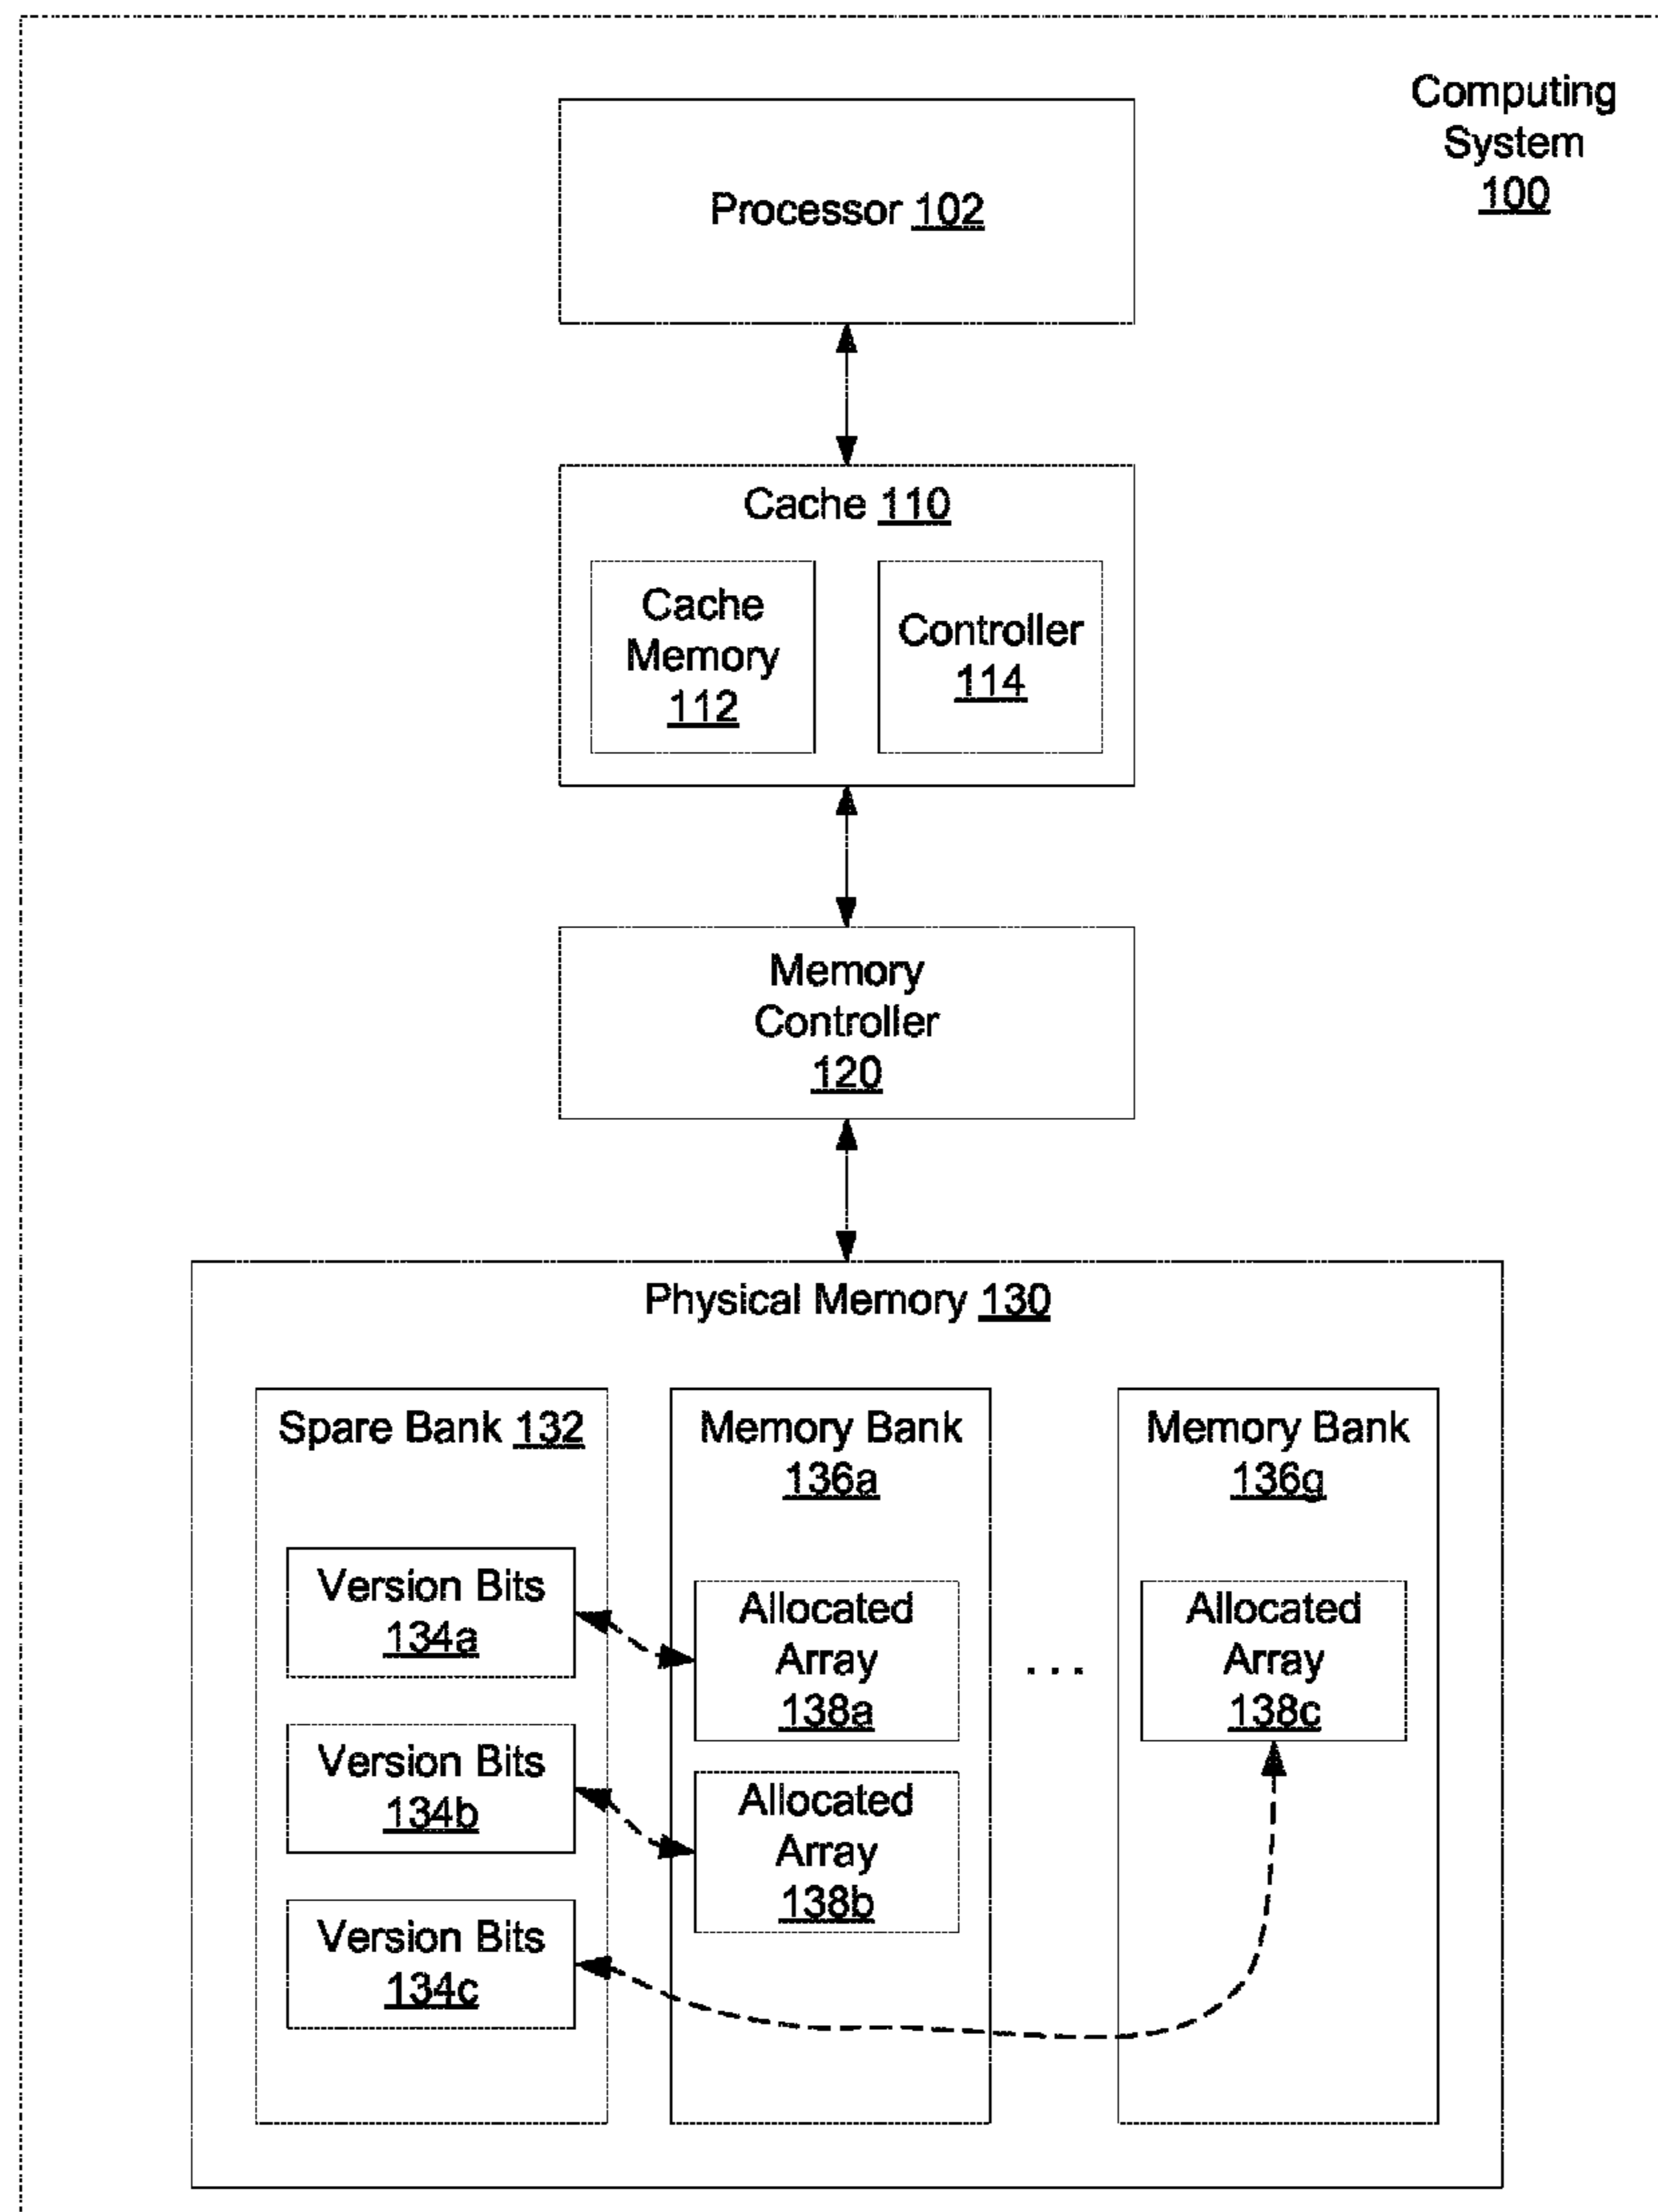 Computing
System
100
Processor 102
Cache 110
Cache
Memory
112
Controller
114
Memory
Controller
120
Physical Memory 130
Spare Bank 132
Version Bits
134a
Version Bits
134b
Version Bits
134c
Memory Bank
136a
Allocated
Array
138a
Allocated
Array
138b
...
Memory Bank
136g
Allocated
Array
138c